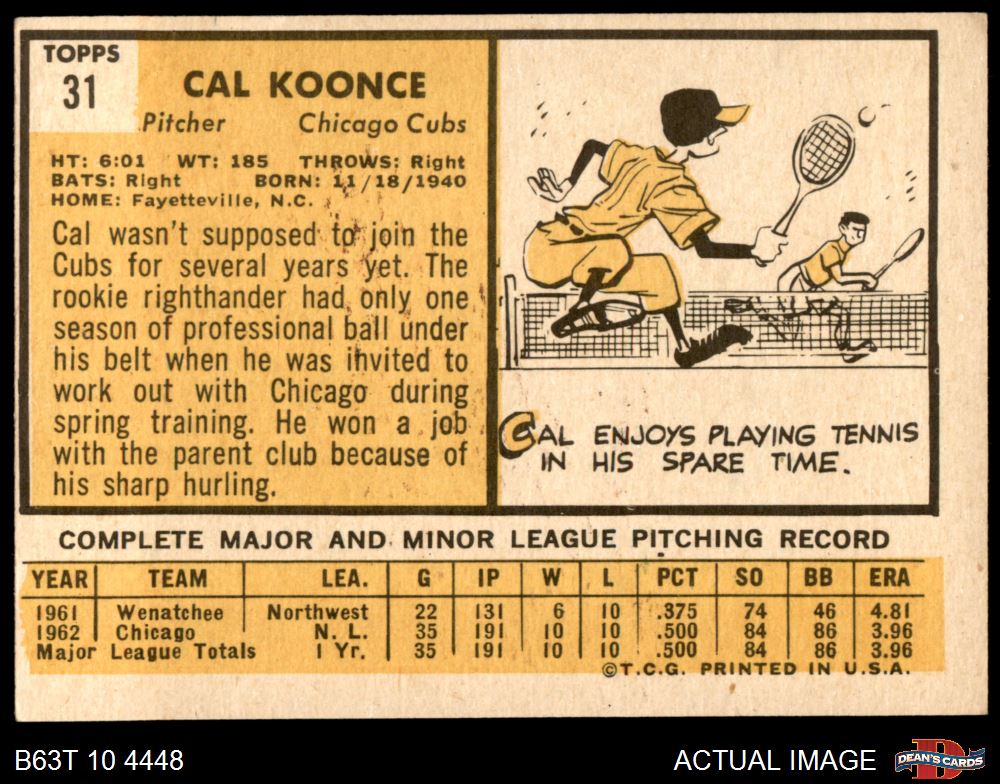 TOPPS
31
CAL KOONCE
Pitcher Chicago Cubs
HT: 6:01 WT: 185 THROWS: Right
BATS: Right BORN: 11/18/1940
HOME: Fayetteville, N.C.
Cal wasn't supposed to join the
Cubs for several years yet. The
rookie righthander had only one
season of professional ball under
his belt when he was invited to
work out with Chicago during
spring training. He won a job
with the parent club because of
his sharp hurling.
CAL ENJOYS PLAYING TENNIS
IN HIS SPARE TIME.
COMPLETE MAJOR AND MINOR LEAGUE PITCHING RECORD
YEAR TEAM LEA. G IP W L PCT SO BB ERA
1961 Wenatchee Northwest 22 131 6 10 .375 74 46 4.81
1962 Chicago N. L. 35 191 10 10 .500 84 86 3.96
Major League Totals 1 Yr. 35 191 10 10 .500 84 86 3.96
©T.C.G. PRINTED IN U.S.A.
B63T 10 4448
ACTUAL IMAGE
D
DEAN'S CARDS